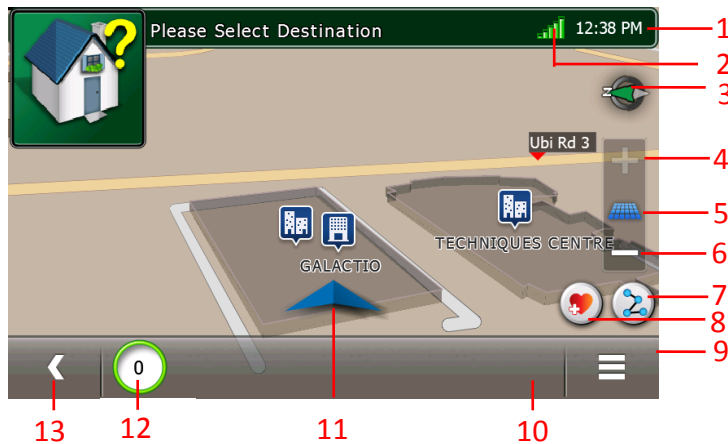 Please Select Destination
12:38 PM
1
2
N
3
Ubi Rd 3
4
5
TECHNIQUES CENTRE
6
GALACTIO
7
8
9
0
13
12
11
10